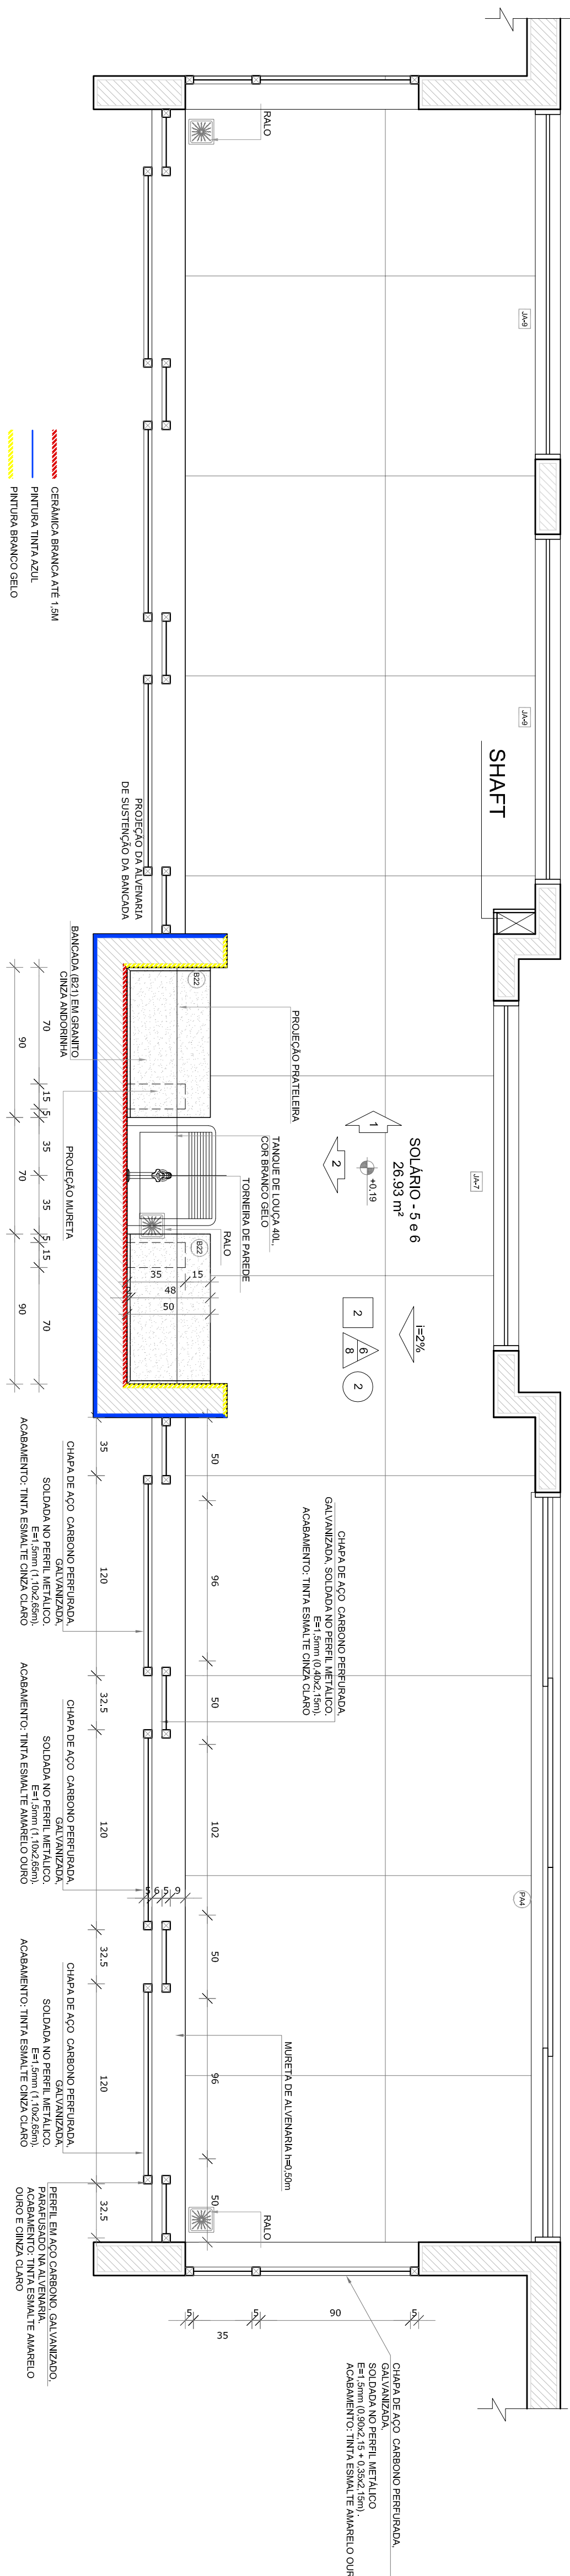 RALO
JA-9
JA-9
SHAFT
CERÂMICA BRANCA ATÉ 1,5M
PINTURA TINTA AZUL
PINTURA BRANCO GELO
PROJEÇÃO DA ALVENARIA
DE SUSTENÇÃO DA BANCADA
BANCADA (B21) EM GRANITO
CINZA ANDORINHA
B22
PROJEÇÃO PRATELEIRA
TANQUE DE LOUÇA 40L,
COR BRANCO GELO
TORNEIRA DE PAREDE
RALO
B22
PROJEÇÃO MURETA
70
15
5
35
35
5
15
70
90
70
90
35
15
48
2
50
SOLÁRIO - 5 e 6
26.93 m²
+0,19
1
2
JA-7
i=2%
2
6
8
2
PA4
50
96
50
102
50
96
50
35
120
32.5
120
32.5
120
32.5
5
6
5
9
CHAPA DE AÇO CARBONO PERFURADA,
GALVANIZADA, SOLDADA NO PERFIL METÁLICO,
E=1,5mm (0,40x2,15m).
ACABAMENTO: TINTA ESMALTE CINZA CLARO
CHAPA DE AÇO CARBONO PERFURADA,
GALVANIZADA,
SOLDADA NO PERFIL METÁLICO,
E=1,5mm (1,10x2,65m).
ACABAMENTO: TINTA ESMALTE CINZA CLARO
CHAPA DE AÇO CARBONO PERFURADA,
GALVANIZADA,
SOLDADA NO PERFIL METÁLICO,
E=1,5mm (1,10x2,65m).
ACABAMENTO: TINTA ESMALTE AMARELO OURO
CHAPA DE AÇO CARBONO PERFURADA,
GALVANIZADA,
SOLDADA NO PERFIL METÁLICO,
E=1,5mm (1,10x2,65m).
ACABAMENTO: TINTA ESMALTE CINZA CLARO
MURETA DE ALVENARIA h=0,50m
RALO
PERFIL EM AÇO CARBONO, GALVANIZADO,
PARAFUSADO NA ALVENARIA.
ACABAMENTO: TINTA ESMALTE AMARELO
OURO E CIINZA CLARO
5
35
5
90
5
CHAPA DE AÇO CARBONO PERFURADA,
GALVANIZADA,
SOLDADA NO PERFIL METÁLICO
E=1,5mm (0,90x2,15 + 0,35x2,15m) .
ACABAMENTO: TINTA ESMALTE AMARELO OUR